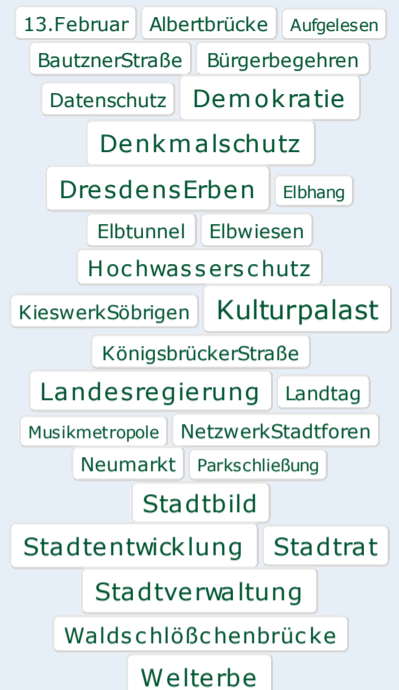 13.Februar Albertbrücke Aufgelesen
BautznerStraße Bürgerbegehren
Datenschutz Demokratie
Denkmalschutz
DresdensErben Elbhang
Elbtunnel Elbwiesen
Hochwasserschutz
KieswerkSöbrigen Kulturpalast
KönigsbrückerStraße
Landesregierung Landtag
Musikmetropole NetzwerkStadtforen
Neumarkt Parkschließung
Stadtbild
Stadtentwicklung Stadtrat
Stadtverwaltung
Waldschlößchenbrücke
Welterbe